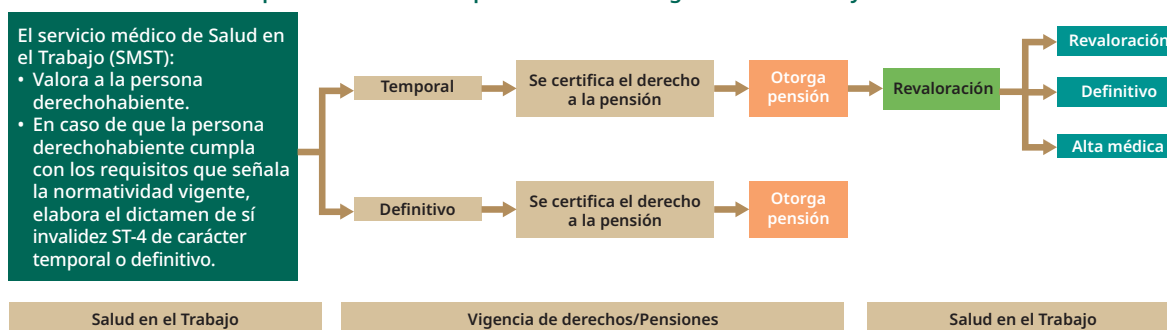 El servicio médico de Salud en
el Trabajo (SMST):
• Valora a la persona
derechohabiente.
• En caso de que la persona
derechohabiente cumpla
con los requisitos que señala
la normatividad vigente,
elabora el dictamen de sí
invalidez ST-4 de carácter
temporal o definitivo.
Temporal
Se certifica el derecho
a la pensión
Otorga
pensión
Revaloración
Revaloración
Definitivo
Alta médica
Definitivo
Se certifica el derecho
a la pensión
Otorga
pensión
Salud en el Trabajo
Vigencia de derechos/Pensiones
Salud en el Trabajo